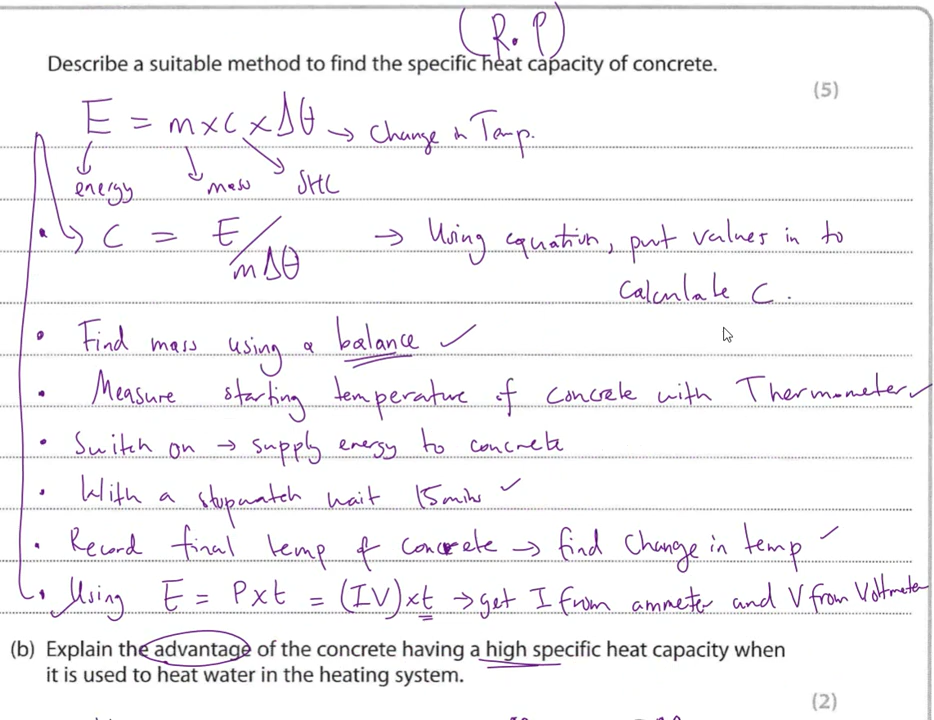 (R.P)
Describe a suitable method to find the specific heat capacity of concrete.
(5)
E = m×c×Δθ → Change in Temp.
energy mass SHC
• C = E/mΔθ → Using equation, put values in to
Calculate C.
• Find mass using a balance ✓
• Measure starting temperature of concrete with Thermometer ✓
• Switch on → supply energy to concrete
• With a stopwatch wait 15mins ✓
• Record final temp of concrete → find Change in temp ✓
• Using E = P×t = (IV)×t → get I from ammeter and V from Voltmeter
(b) Explain the advantage of the concrete having a high specific heat capacity when
it is used to heat water in the heating system.
(2)